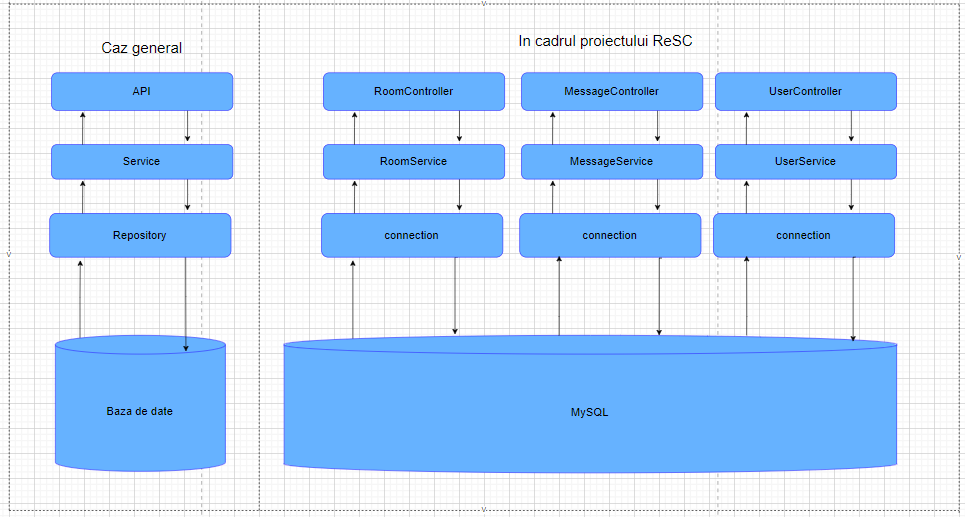 Caz general
API
Service
Repository
Baza de date
In cadrul proiectului ReSC
RoomController
MessageController
UserController
RoomService
MessageService
UserService
connection
connection
connection
MySQL